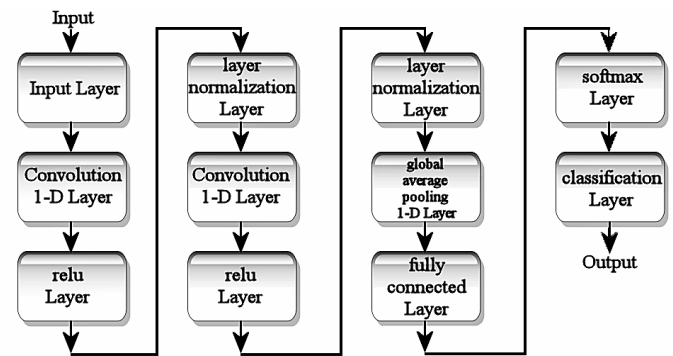 Input
Input Layer
Convolution
1-D Layer
relu
Layer
layer
normalization
Layer
Convolution
1-D Layer
relu
Layer
layer
normalization
Layer
global
average
pooling
1-D Layer
fully
connected
Layer
softmax
Layer
classification
Layer
Output